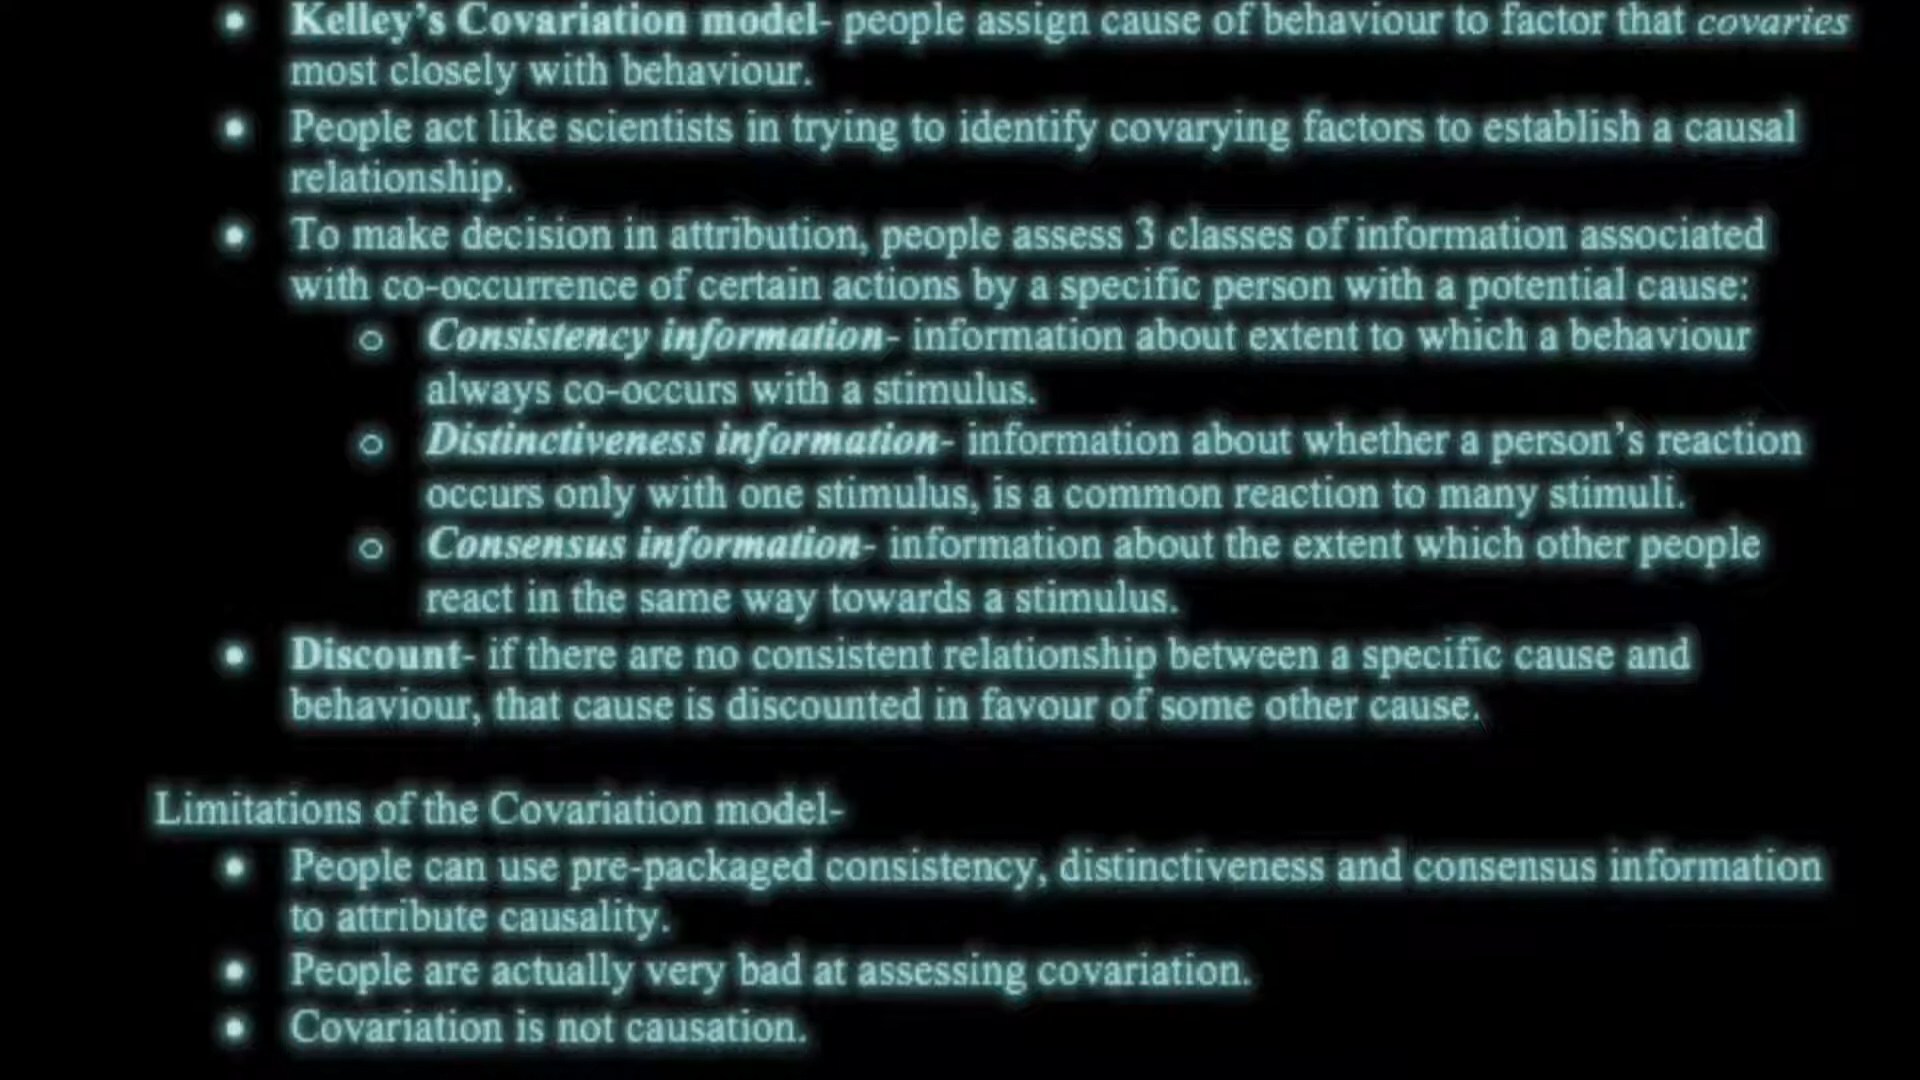 • Kelley's Covariation model- people assign cause of behaviour to factor that covaries
most closely with behaviour.
• People act like scientists in trying to identify covarying factors to establish a causal
relationship.
• To make decision in attribution, people assess 3 classes of information associated
with co-occurrence of certain actions by a specific person with a potential cause:
o Consistency information- information about extent to which a behaviour
always co-occurs with a stimulus.
o Distinctiveness information- information about whether a person's reaction
occurs only with one stimulus, is a common reaction to many stimuli.
o Consensus information- information about the extent which other people
react in the same way towards a stimulus.
• Discount- if there are no consistent relationship between a specific cause and
behaviour, that cause is discounted in favour of some other cause.
Limitations of the Covariation model-
• People can use pre-packaged consistency, distinctiveness and consensus information
to attribute causality.
• People are actually very bad at assessing covariation.
• Covariation is not causation.